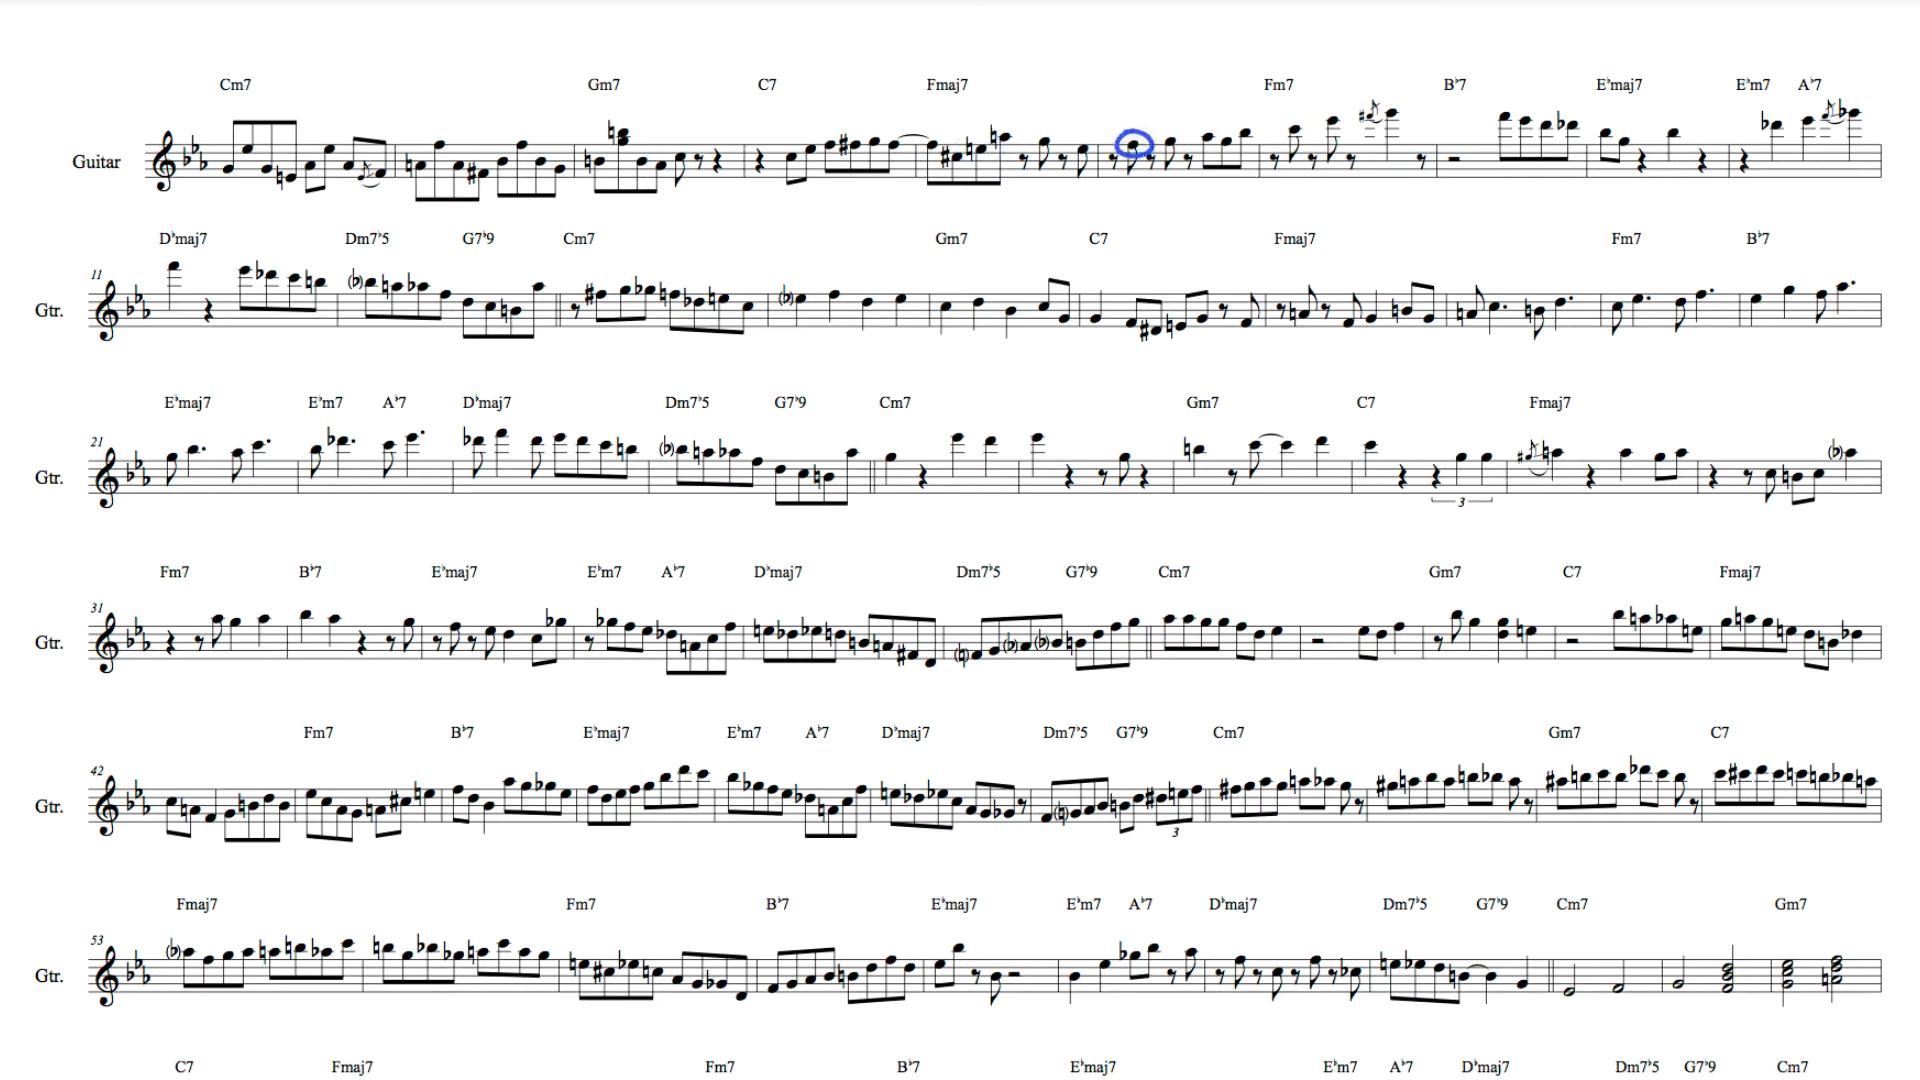 Cm7 Gm7 C7 Fmaj7 Fm7 B♭7 E♭maj7 E♭m7 A♭7
Guitar
D♭maj7 Dm7♭5 G7♭9 Cm7 Gm7 C7 Fmaj7 Fm7 B♭7
11
Gtr.
E♭maj7 E♭m7 A♭7 D♭maj7 Dm7♭5 G7♭9 Cm7 Gm7 C7 Fmaj7
21
Gtr.
3
Fm7 B♭7 E♭maj7 E♭m7 A♭7 D♭maj7 Dm7♭5 G7♭9 Cm7 Gm7 C7 Fmaj7
31
Gtr.
Fm7 B♭7 E♭maj7 E♭m7 A♭7 D♭maj7 Dm7♭5 G7♭9 Cm7 Gm7 C7
42
Gtr.
3
Fmaj7 Fm7 B♭7 E♭maj7 E♭m7 A♭7 D♭maj7 Dm7♭5 G7♭9 Cm7 Gm7
53
Gtr.
C7 Fmaj7 Fm7 B♭7 E♭maj7 E♭m7 A♭7 D♭maj7 Dm7♭5 G7♭9 Cm7